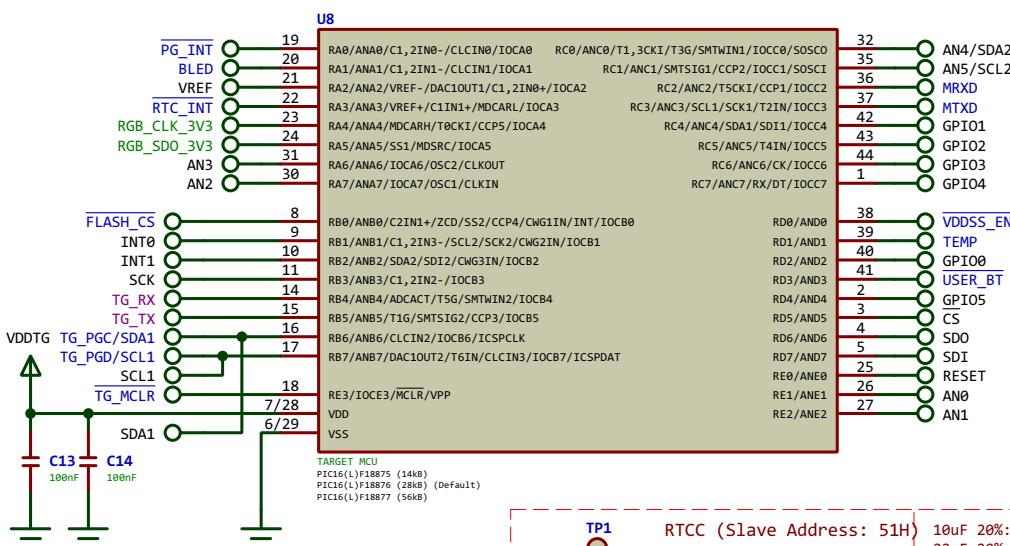 U8
PG_INT 19 RA0/ANA0/C1,2IN0-/CLCIN0/IOCA0 RC0/ANC0/T1,3CKI/T3G/SMTWIN1/IOCC0/SOSCO 32 AN4/SDA2
BLED 20 RA1/ANA1/C1,2IN1-/CLCIN1/IOCA1 RC1/ANC1/SMTSIG1/CCP2/IOCC1/SOSCI 35 AN5/SCL2
VREF 21 RA2/ANA2/VREF-/DAC1OUT1/C1,2IN0+/IOCA2 RC2/ANC2/T5CKI/CCP1/IOCC2 36 MRXD
RTC_INT 22 RA3/ANA3/VREF+/C1IN1+/MDCARL/IOCA3 RC3/ANC3/SCL1/SCK1/T2IN/IOCC3 37 MTXD
RGB_CLK_3V3 23 RA4/ANA4/MDCARH/T0CKI/CCP5/IOCA4 RC4/ANC4/SDA1/SDI1/IOCC4 42 GPIO1
RGB_SDO_3V3 24 RA5/ANA5/SS1/MDSRC/IOCA5 RC5/ANC5/T4IN/IOCC5 43 GPIO2
AN3 31 RA6/ANA6/IOCA6/OSC2/CLKOUT RC6/ANC6/CK/IOCC6 44 GPIO3
AN2 30 RA7/ANA7/IOCA7/OSC1/CLKIN RC7/ANC7/RX/DT/IOCC7 1 GPIO4
FLASH_CS 8 RB0/ANB0/C2IN1+/ZCD/SS2/CCP4/CWG1IN/INT/IOCB0 RD0/AND0 38 VDDSS_EN
INT0 9 RB1/ANB1/C1,2IN3-/SCL2/SCK2/CWG2IN/IOCB1 RD1/AND1 39 TEMP
INT1 10 RB2/ANB2/SDA2/SDI2/CWG3IN/IOCB2 RD2/AND2 40 GPIO0
SCK 11 RB3/ANB3/C1,2IN2-/IOCB3 RD3/AND3 41 USER_BT
TG_RX 14 RB4/ANB4/ADCACT/T5G/SMTWIN2/IOCB4 RD4/AND4 2 GPIO5
TG_TX 15 RB5/ANB5/T1G/SMTSIG2/CCP3/IOCB5 RD5/AND5 3 CS
VDDTG TG_PGC/SDA1 16 RB6/ANB6/CLCIN2/IOCB6/ICSPCLK RD6/AND6 4 SDO
TG_PGD/SCL1 17 RB7/ANB7/DAC1OUT2/T6IN/CLCIN3/IOCB7/ICSPDAT RD7/AND7 5 SDI
SCL1 RE0/ANE0 25 RESET
TG_MCLR 18 RE3/IOCE3/MCLR/VPP RE1/ANE1 26 AN0
7/28 VDD RE2/ANE2 27 AN1
SDA1 6/29 VSS
C13 C14
100nF 100nF
TARGET MCU
PIC16(L)F18875 (14kB)
PIC16(L)F18876 (28kB) (Default)
PIC16(L)F18877 (56kB)
TP1 RTCC (Slave Address: 51H) 10uF 20%: